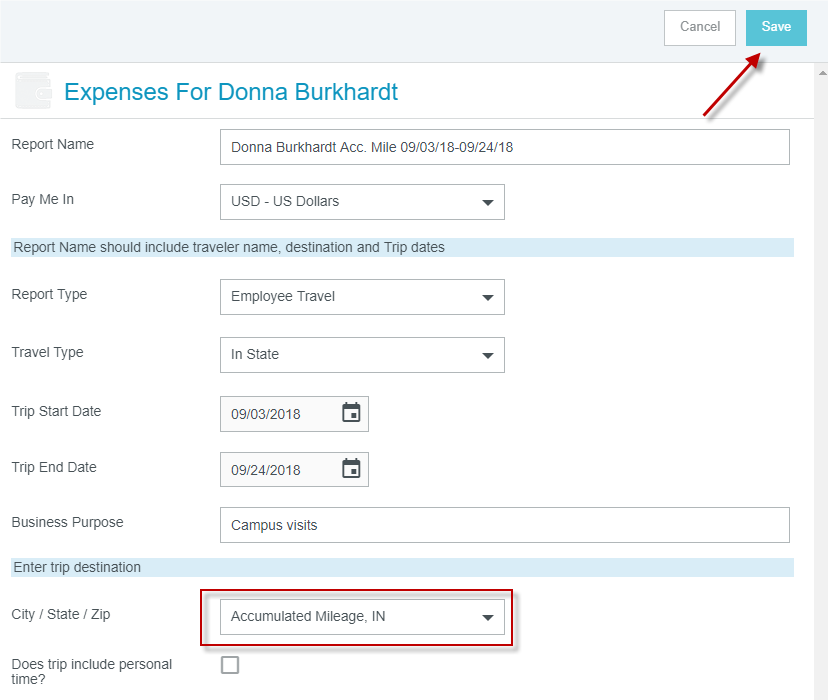 Cancel Save
Expenses For Donna Burkhardt
Report Name Donna Burkhardt Acc. Mile 09/03/18-09/24/18
Pay Me In USD - US Dollars
Report Name should include traveler name, destination and Trip dates
Report Type Employee Travel
Travel Type In State
Trip Start Date 09/03/2018
Trip End Date 09/24/2018
Business Purpose Campus visits
Enter trip destination
City / State / Zip Accumulated Mileage, IN
Does trip include personal
time?